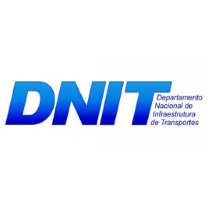 DNIT
Departamento
Nacional de
Infraestrutura
de Transportes